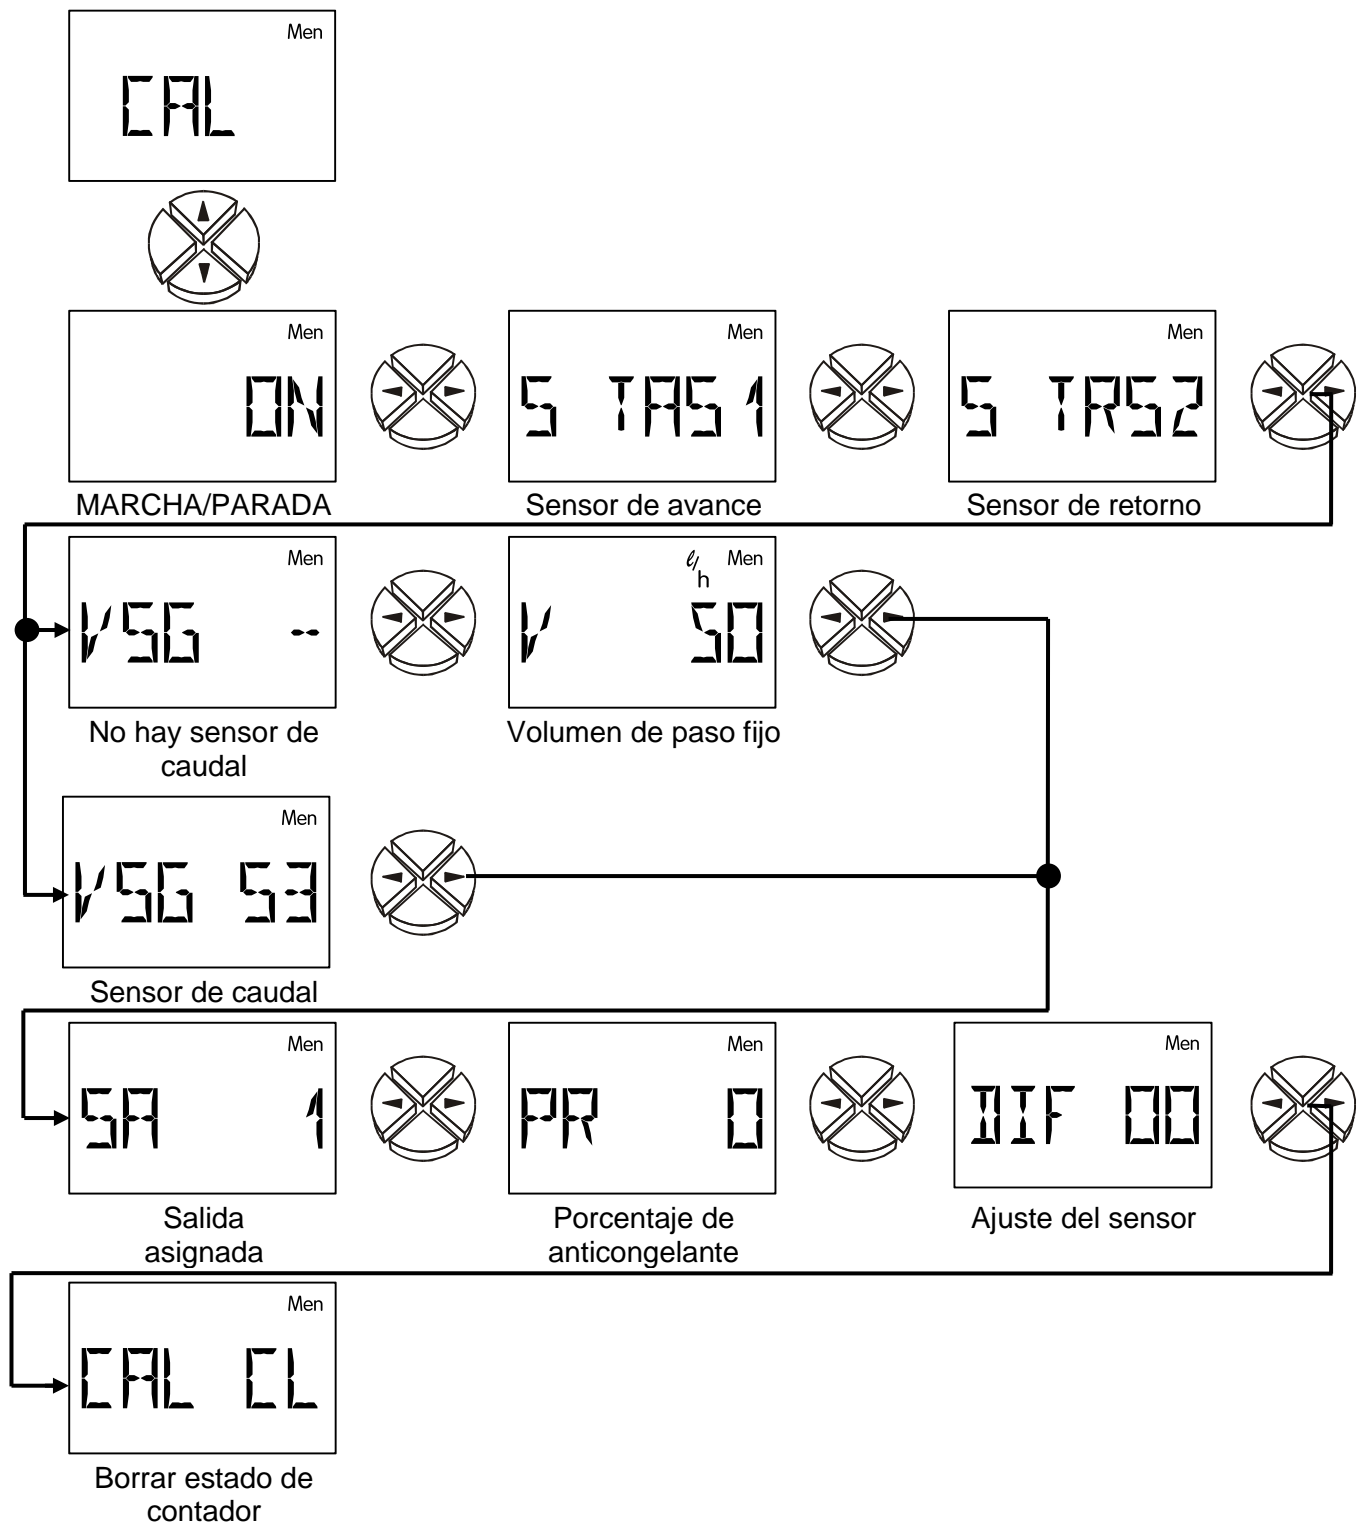 Men
CAL
Men
ON
MARCHA/PARADA
Men
S TAS1
Sensor de avance
Men
S TRS2
Sensor de retorno
Men
VSG --
No hay sensor de
caudal
l/h Men
V 50
Volumen de paso fijo
Men
VSG S3
Sensor de caudal
Men
SA 1
Salida
asignada
Men
PR 0
Porcentaje de
anticongelante
Men
DIF 00
Ajuste del sensor
Men
CAL CL
Borrar estado de
contador